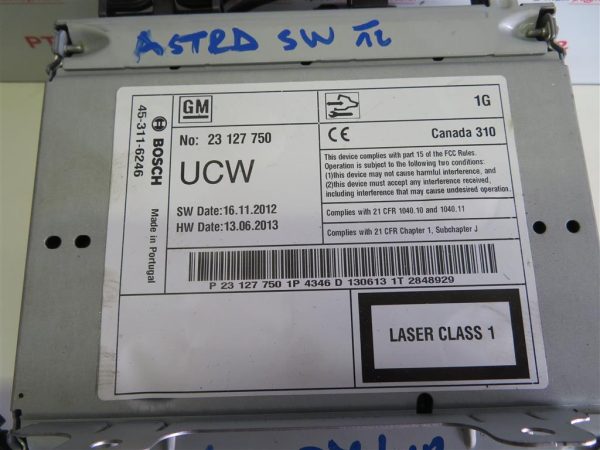 ASTRA SW
GM
1G
BOSCH
45-311-6246
Made in Portugal
No: 23 127 750
UCW
SW Date:16.11.2012
HW Date:13.06.2013
CE
Canada 310
This device complies with part 15 of the FCC Rules.
Operation is subject to the following two conditions:
(1)this device may not cause harmful interference, and
(2)this device must accept any interference received,
including interference that may cause undesired operation.
Complies with 21 CFR 1040.10 and 1040.11
Complies with 21 CFR Chapter 1, Subchapter J
P 23 127 750 1P 4346 D 130613 1T 2848929
LASER CLASS 1